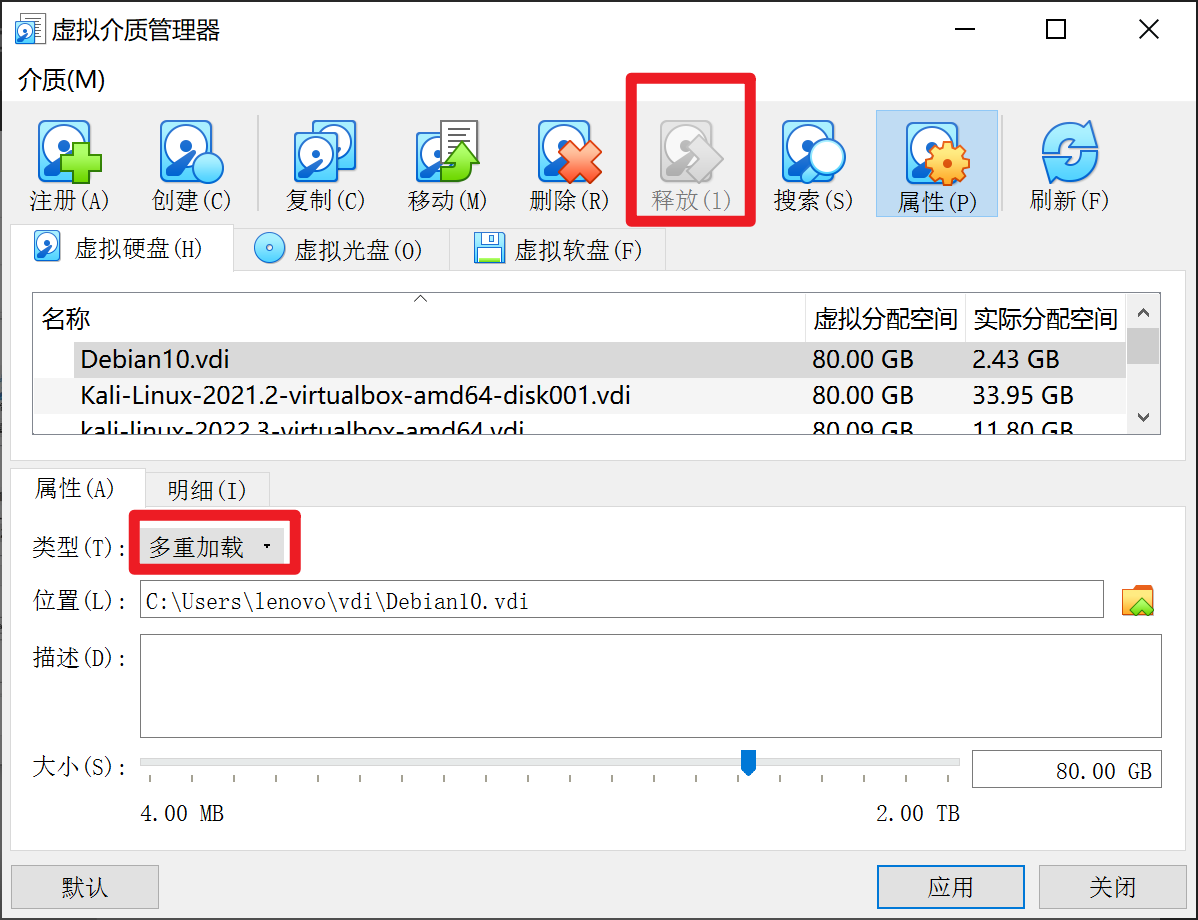 虚拟介质管理器
介质(M)
注册(A) 创建(C) 复制(C) 移动(M) 删除(R) 释放(l) 搜索(S) 属性(P) 刷新(F)
虚拟硬盘(H) 虚拟光盘(O) 虚拟软盘(F)
名称 虚拟分配空间 实际分配空间
Debian10.vdi 80.00 GB 2.43 GB
Kali-Linux-2021.2-virtualbox-amd64-disk001.vdi 80.00 GB 33.95 GB
kali-linux-2022.3-virtualbox-amd64.vdi 80.09 GB 11.80 GB
属性(A) 明细(I)
类型(T): 多重加载
位置(L): C:\Users\lenovo\vdi\Debian10.vdi
描述(D):
大小(S): 80.00 GB
4.00 MB 2.00 TB
默认 应用 关闭